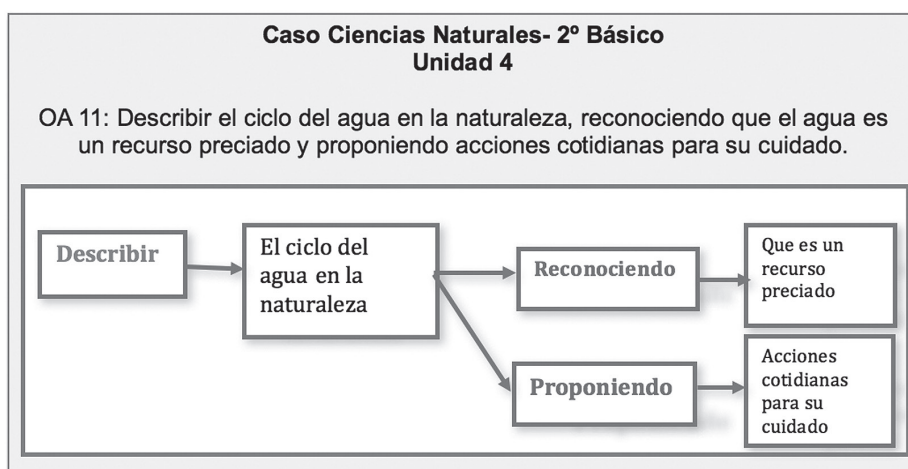 Caso Ciencias Naturales- 2º Básico
Unidad 4
OA 11: Describir el ciclo del agua en la naturaleza, reconociendo que el agua es
un recurso preciado y proponiendo acciones cotidianas para su cuidado.
Describir
El ciclo del
agua en la
naturaleza
Reconociendo
Que es un
recurso
preciado
Proponiendo
Acciones
cotidianas
para su
cuidado